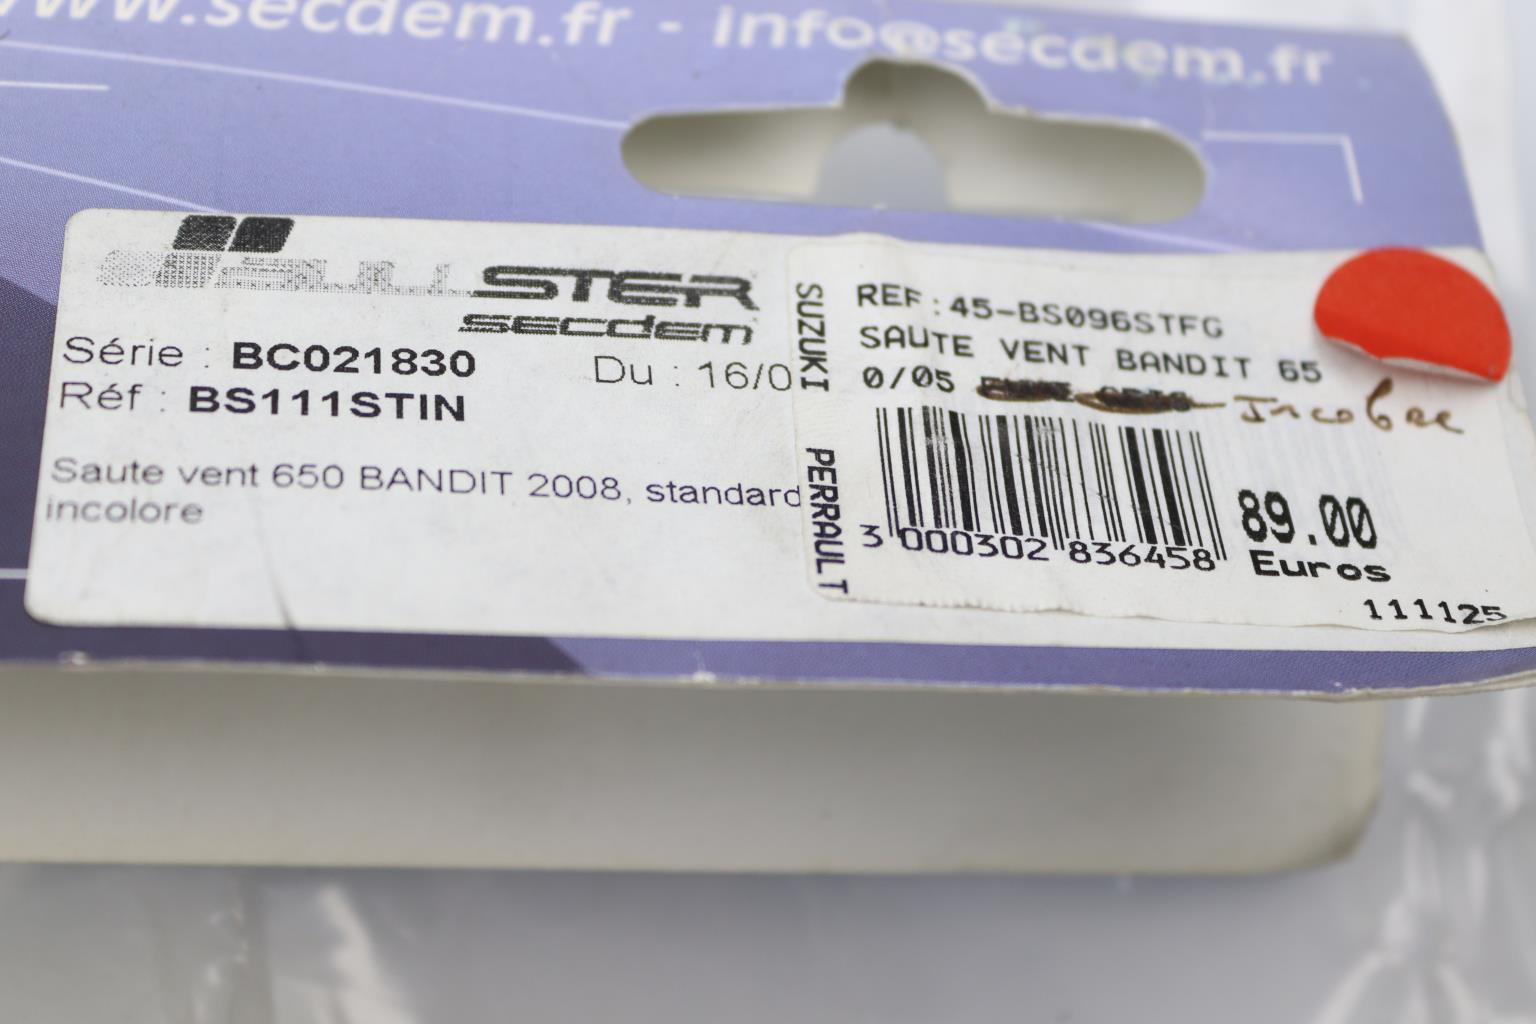 www.secdem.fr - info@secdem.fr
BULLSTER
secdem
Série : BC021830
Du : 16/0
Réf : BS111STIN
Saute vent 650 BANDIT 2008, standard
incolore
SUZUKI PERRAULT
REF:45-BS096STFG
SAUTE VENT BANDIT 65
0/05 Incolore
3 000302 836458
89.00
Euros
111125